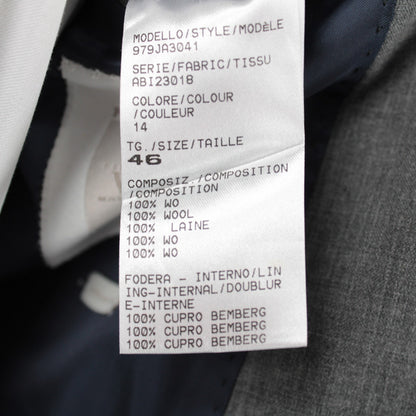 MODELLO/STYLE/MODÈLE
979JA3041
SERIE/FABRIC/TISSU
ABI23018
COLORE/COLOUR
/COULEUR
14
TG./SIZE/TAILLE
46
COMPOSIZ./COMPOSITION
/COMPOSITION
100% WO
100% WOOL
100% LAINE
100% WO
100% WO
FODERA - INTERNO/LIN
ING-INTERNAL/DOUBLUR
E-INTERNE
100% CUPRO BEMBERG
100% CUPRO BEMBERG
100% CUPRO BEMBERG